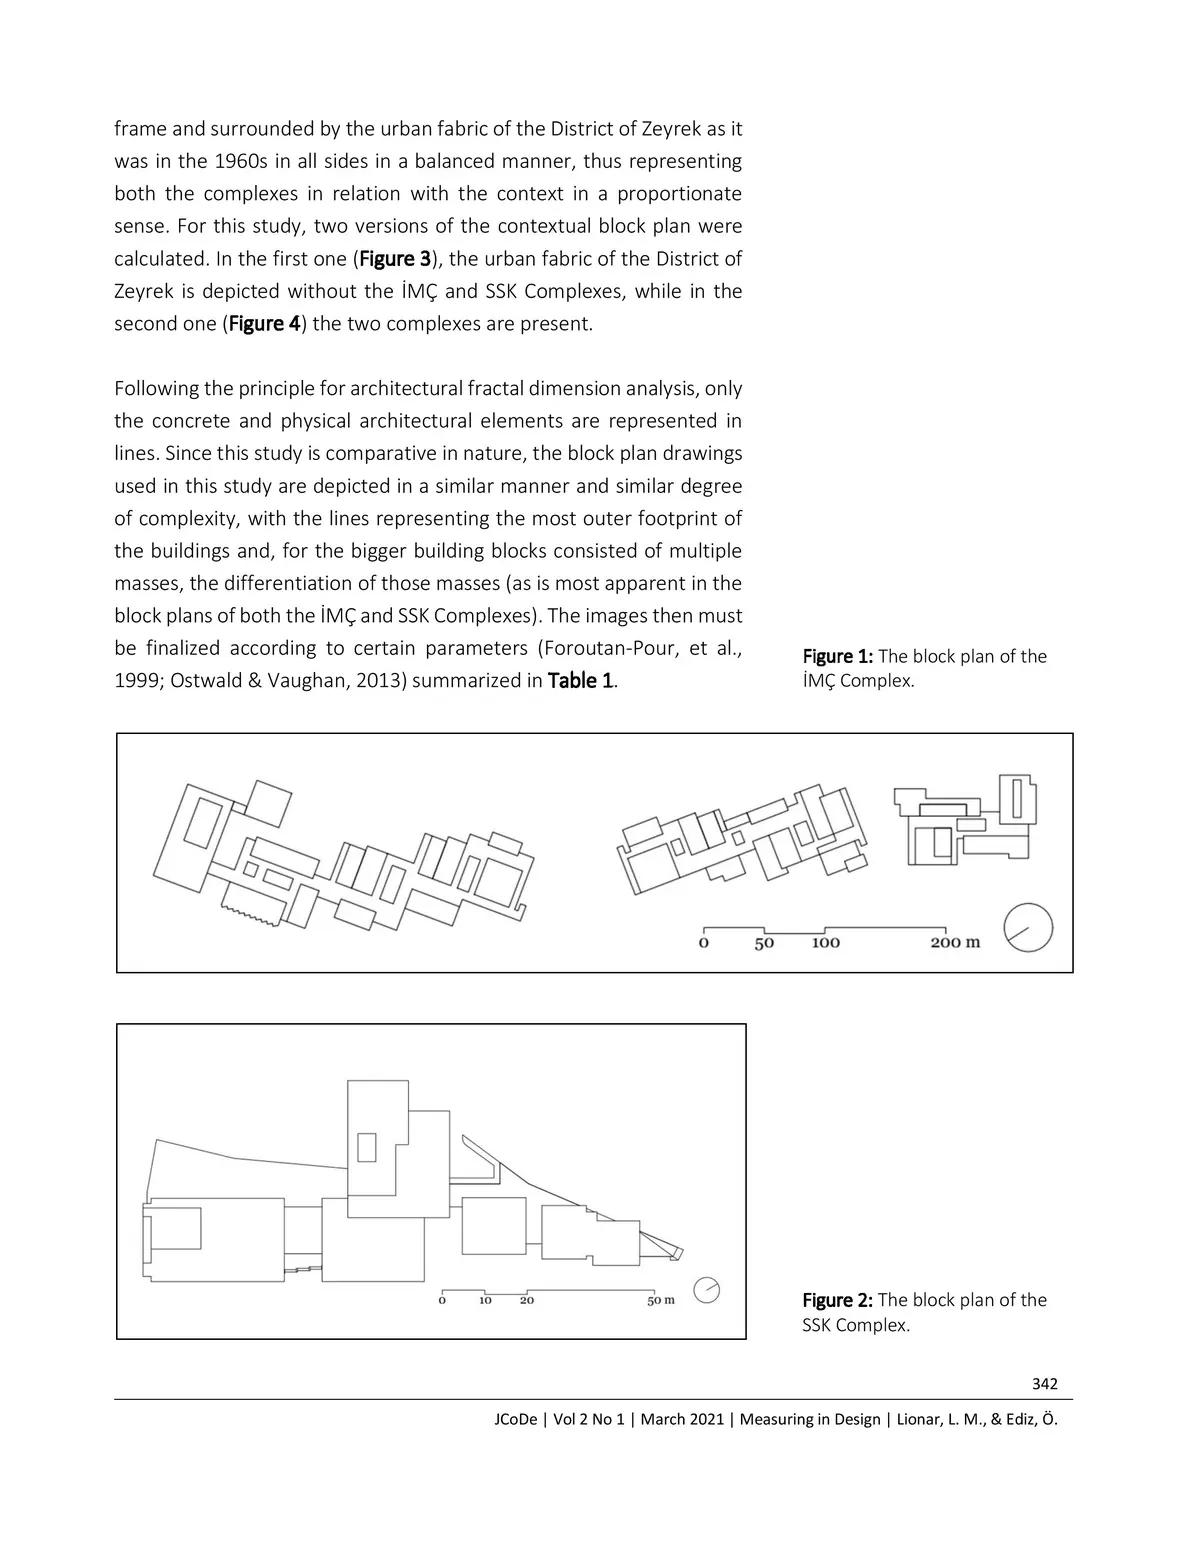 frame and surrounded by the urban fabric of the District of Zeyrek as it
was in the 1960s in all sides in a balanced manner, thus representing
both the complexes in relation with the context in a proportionate
sense. For this study, two versions of the contextual block plan were
calculated. In the first one (Figure 3), the urban fabric of the District of
Zeyrek is depicted without the İMÇ and SSK Complexes, while in the
second one (Figure 4) the two complexes are present.
Following the principle for architectural fractal dimension analysis, only
the concrete and physical architectural elements are represented in
lines. Since this study is comparative in nature, the block plan drawings
used in this study are depicted in a similar manner and similar degree
of complexity, with the lines representing the most outer footprint of
the buildings and, for the bigger building blocks consisted of multiple
masses, the differentiation of those masses (as is most apparent in the
block plans of both the İMÇ and SSK Complexes). The images then must
be finalized according to certain parameters (Foroutan-Pour, et al.,
1999; Ostwald & Vaughan, 2013) summarized in Table 1.
Figure 1: The block plan of the
İMÇ Complex.
0 50 100 200 m
0 10 20 50 m
Figure 2: The block plan of the
SSK Complex.
342
JCoDe | Vol 2 No 1 | March 2021 | Measuring in Design | Lionar, L. M., & Ediz, Ö.